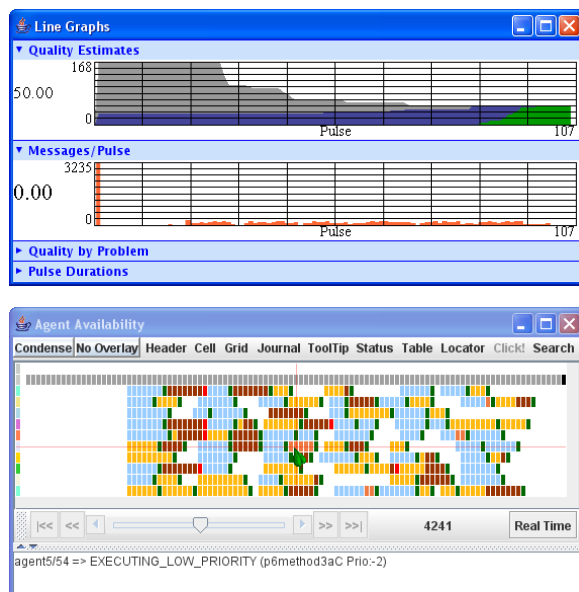 Line Graphs
Quality Estimates
168
50.00
0
Pulse 107
Messages/Pulse
3235
0.00
0
Pulse 107
Quality by Problem
Pulse Durations
Agent Availability
Condense No Overlay Header Cell Grid Journal ToolTip Status Table Locator Click! Search
|<< << >> >>| 4241 Real Time
agent5/54 => EXECUTING_LOW_PRIORITY (p6method3aC Prio:-2)